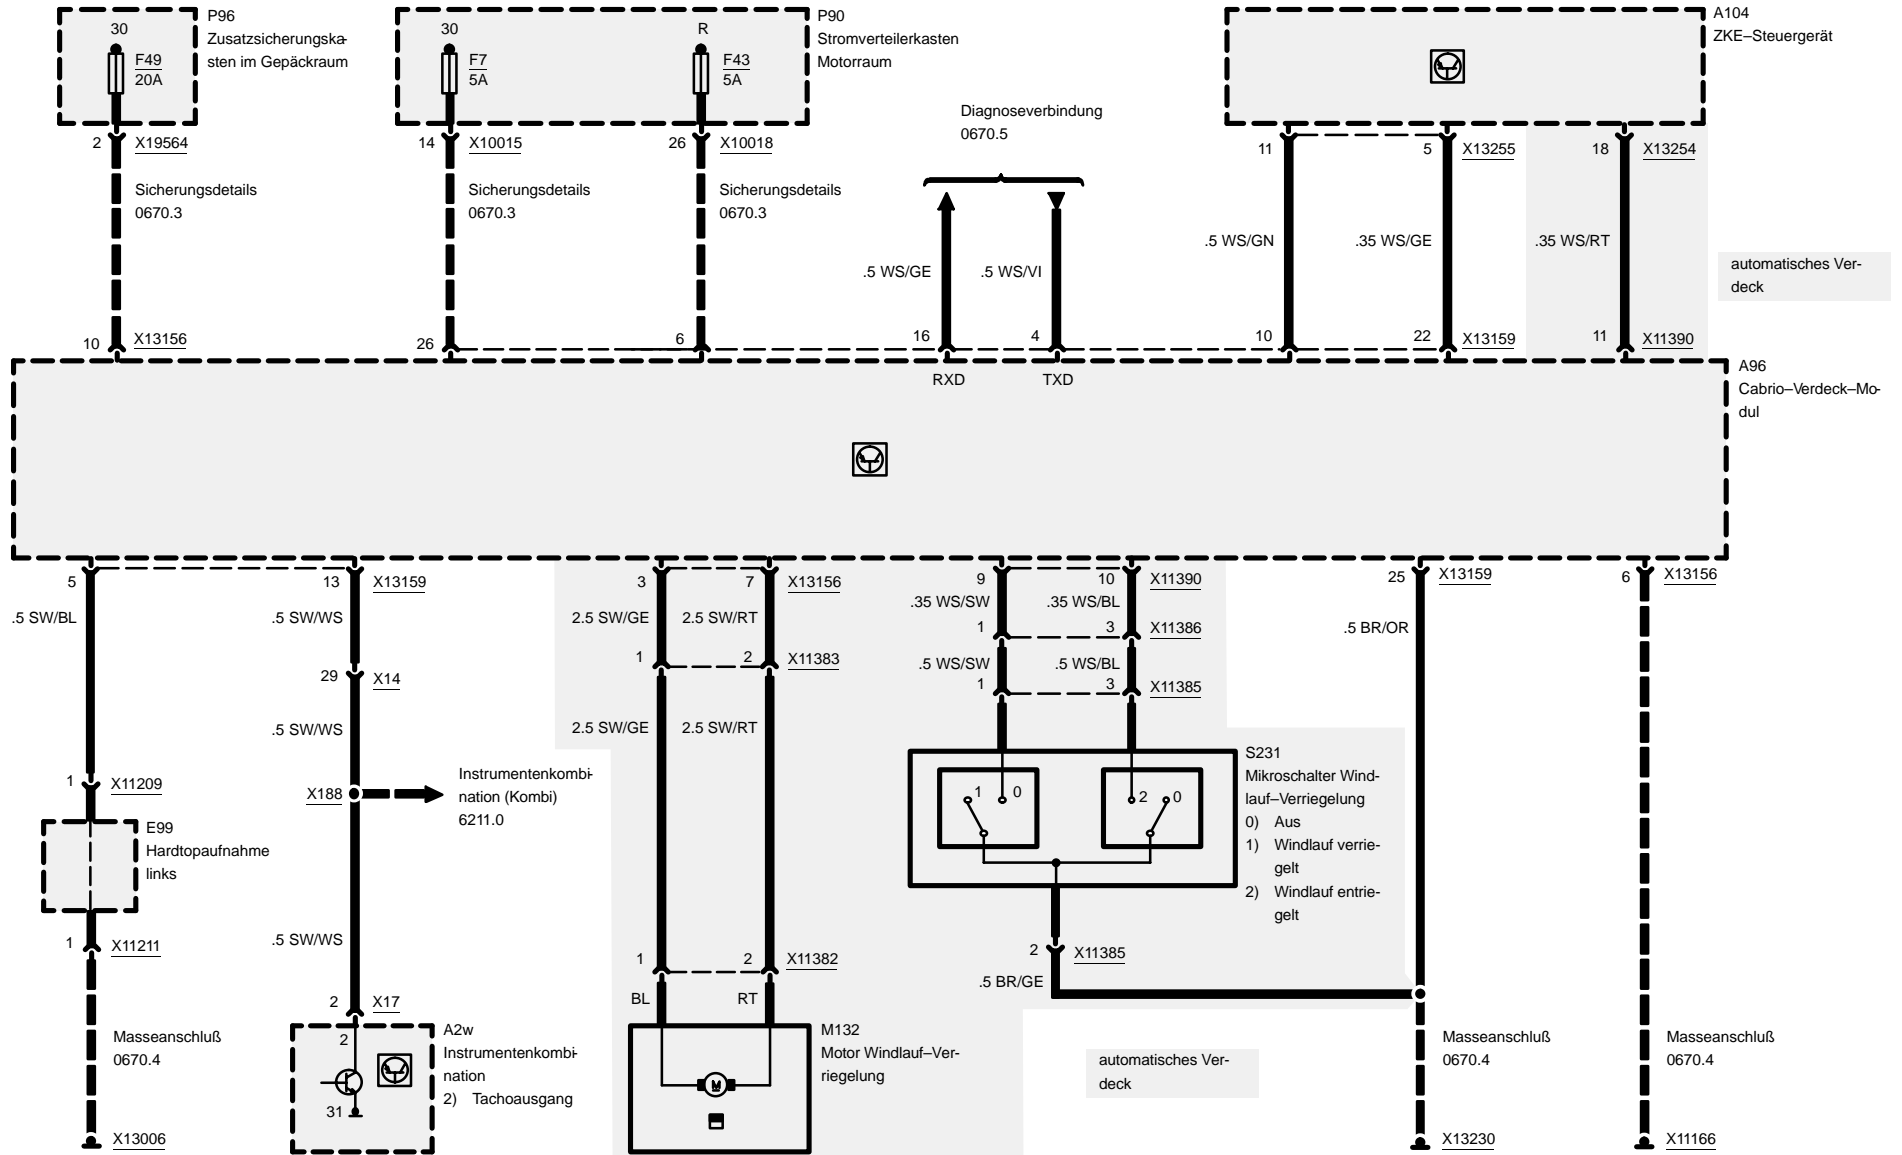 P96
Zusatzsicherungska-
sten im Gepäckraum
30
F49
20A
P90
Stromverteilerkasten
Motorraum
30
F7
5A
R
F43
5A
A104
ZKE–Steuergerät
2 X19564
14 X10015
26 X10018
Diagnoseverbindung
0670.5
11
5 X13255
18 X13254
Sicherungsdetails
0670.3
Sicherungsdetails
0670.3
Sicherungsdetails
0670.3
.5 WS/GE
.5 WS/VI
.5 WS/GN
.35 WS/GE
.35 WS/RT
automatisches Ver-
deck
10 X13156
26
6
16
4
10
22 X13159
11 X11390
RXD
TXD
A96
Cabrio–Verdeck–Mo-
dul
5
13 X13159
3
7 X13156
9
10 X11390
25 X13159
6 X13156
.5 SW/BL
.5 SW/WS
2.5 SW/GE
2.5 SW/RT
.35 WS/SW
.35 WS/BL
.5 BR/OR
1
3 X11386
29 X14
1
2 X11383
.5 WS/SW
.5 WS/BL
1
3 X11385
.5 SW/WS
2.5 SW/GE
2.5 SW/RT
1 X11209
X188
Instrumentenkombi-
nation (Kombi)
6211.0
E99
Hardtopaufnahme
links
1 0
2 0
S231
Mikroschalter Wind-
lauf–Verriegelung
0) Aus
1) Windlauf verrie-
gelt
2) Windlauf entrie-
gelt
1 X11211
.5 SW/WS
1
2 X11382
2 X11385
.5 BR/GE
BL
RT
2 X17
Masseanschluß
0670.4
A2w
Instrumentenkombi-
nation
2) Tachoausgang
2
31
M132
Motor Windlauf–Ver-
riegelung
M
automatisches Ver-
deck
Masseanschluß
0670.4
Masseanschluß
0670.4
X13006
X13230
X11166